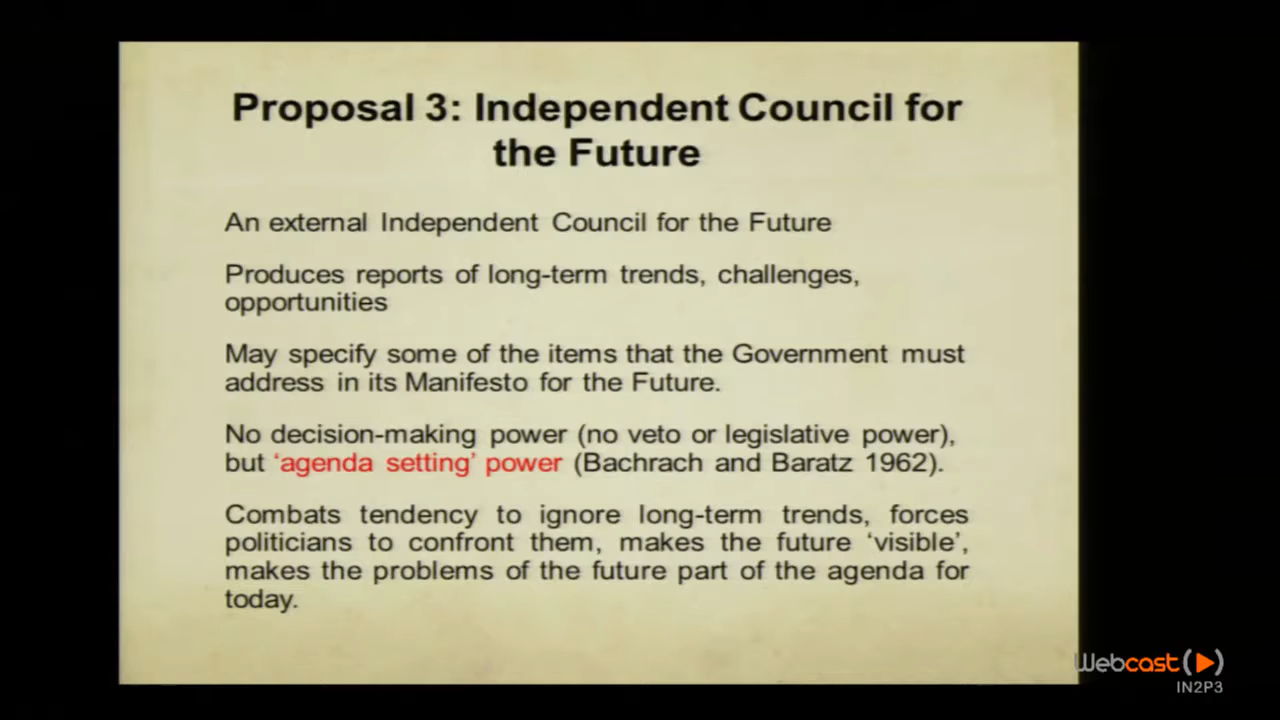 Proposal 3: Independent Council for
the Future
An external Independent Council for the Future
Produces reports of long-term trends, challenges,
opportunities
May specify some of the items that the Government must
address in its Manifesto for the Future.
No decision-making power (no veto or legislative power),
but ‘agenda setting’ power (Bachrach and Baratz 1962).
Combats tendency to ignore long-term trends, forces
politicians to confront them, makes the future ‘visible’,
makes the problems of the future part of the agenda for
today.
Webcast
IN2P3